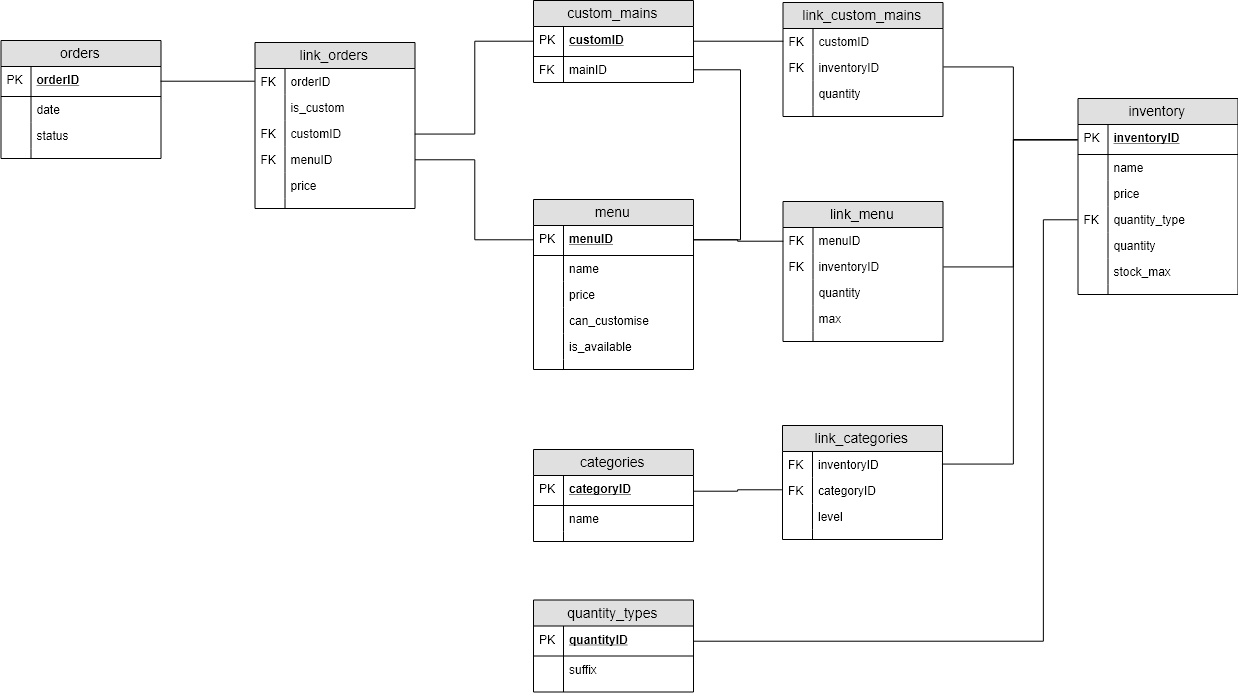 orders
PK orderID
date
status
link_orders
FK orderID
is_custom
FK customID
FK menuID
price
custom_mains
PK customID
FK mainID
menu
PK menuID
name
price
can_customise
is_available
categories
PK categoryID
name
quantity_types
PK quantityID
suffix
link_custom_mains
FK customID
FK inventoryID
quantity
link_menu
FK menuID
FK inventoryID
quantity
max
link_categories
FK inventoryID
FK categoryID
level
inventory
PK inventoryID
name
price
FK quantity_type
quantity
stock_max